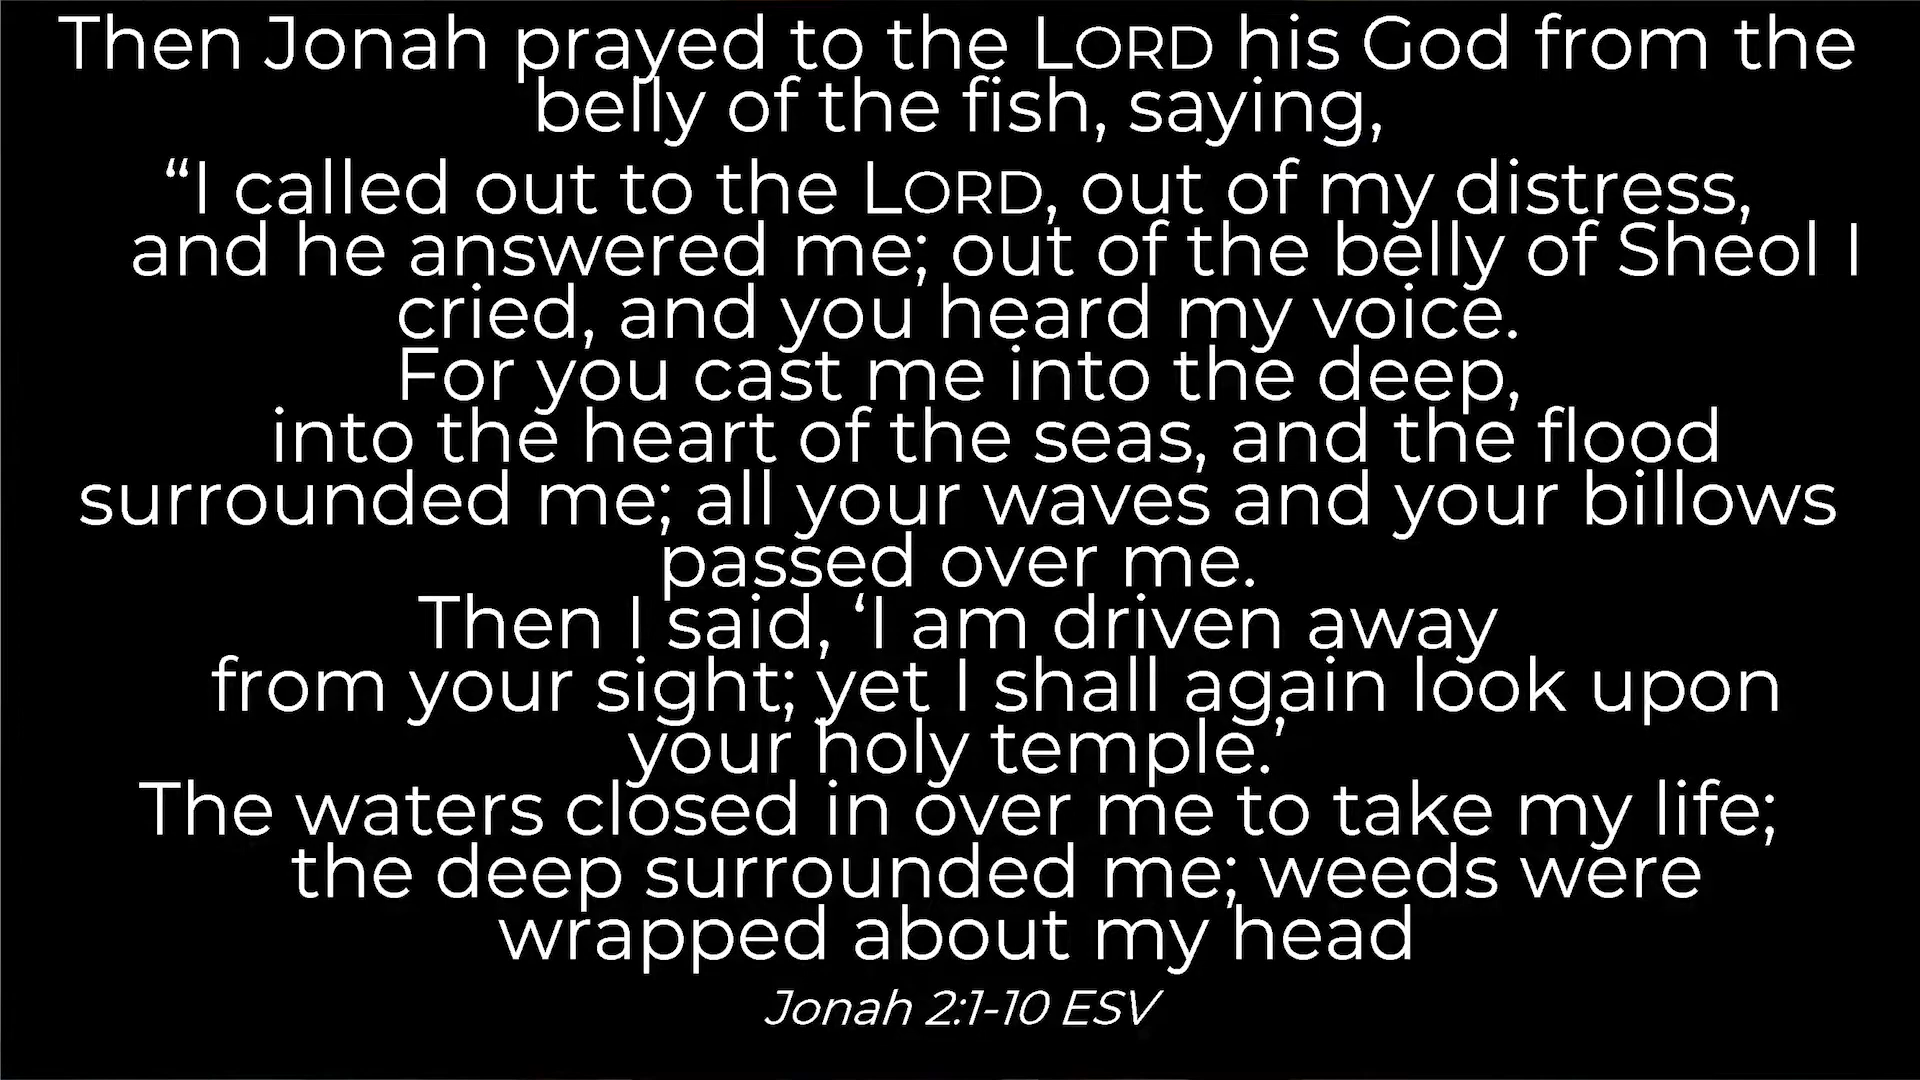 Then Jonah prayed to the LORD his God from the
belly of the fish, saying,
“I called out to the LORD, out of my distress,
and he answered me; out of the belly of Sheol I
cried, and you heard my voice.
For you cast me into the deep,
into the heart of the seas, and the flood
surrounded me; all your waves and your billows
passed over me.
Then I said, ‘I am driven away
from your sight; yet I shall again look upon
your holy temple.’
The waters closed in over me to take my life;
the deep surrounded me; weeds were
wrapped about my head
Jonah 2:1-10 ESV